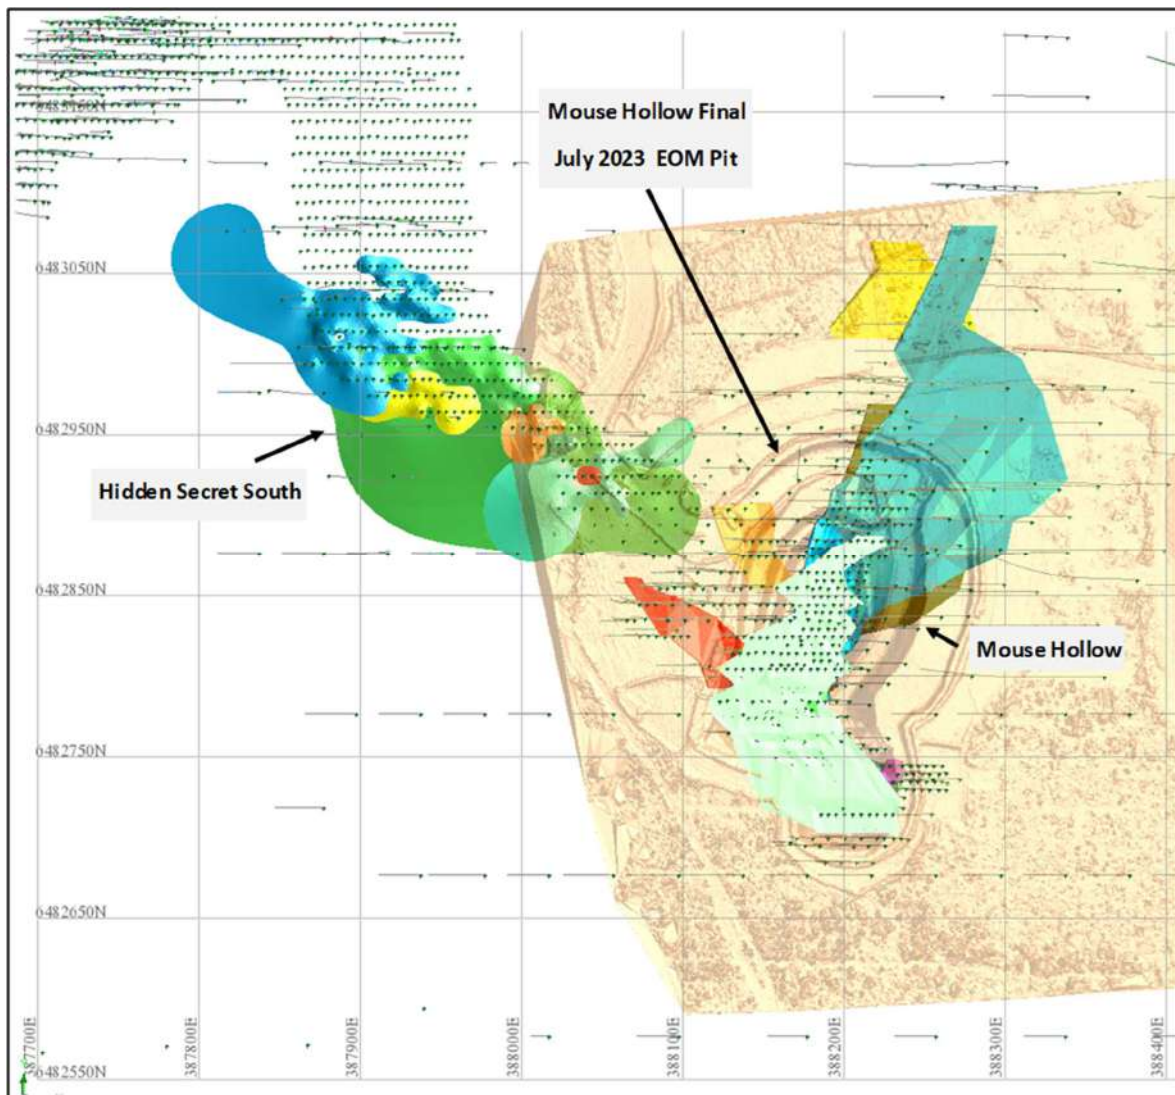 Mouse Hollow Final
July 2023 EOM Pit
6483050N
Hidden Secret South
6482950N
6482850N
Mouse Hollow
6482750N
6482650N
6482550N
387700E
387800E
387900E
388000E
388100E
388200E
388300E
388400E